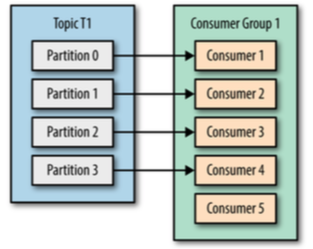 Topic T1
Partition 0
Partition 1
Partition 2
Partition 3
Consumer Group 1
Consumer 1
Consumer 2
Consumer 3
Consumer 4
Consumer 5